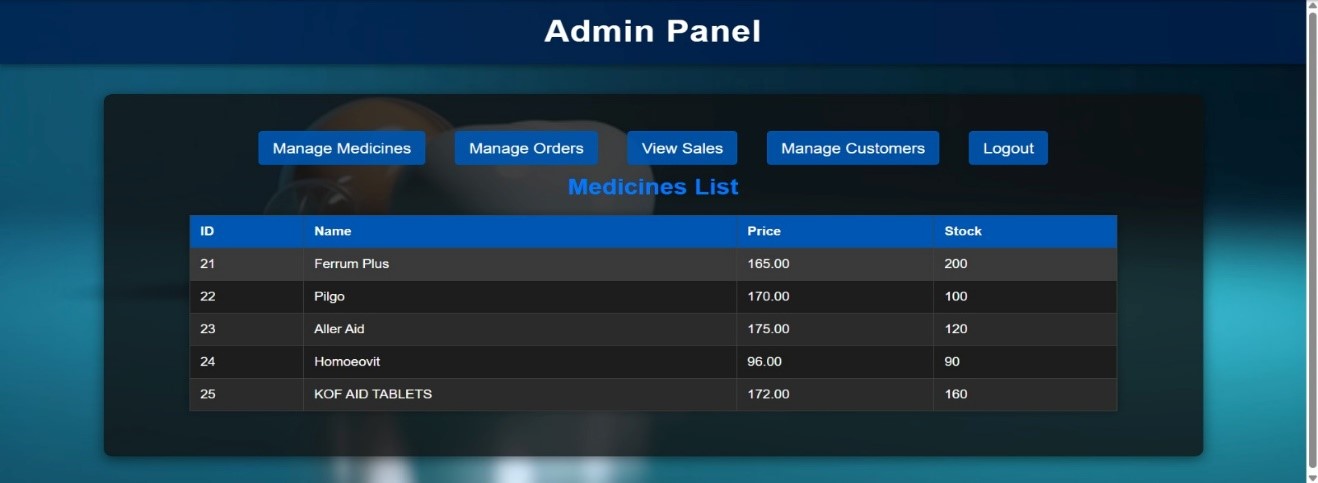 Admin Panel
Manage Medicines Manage Orders View Sales Manage Customers Logout
Medicines List
ID Name Price Stock
21 Ferrum Plus 165.00 200
22 Pilgo 170.00 100
23 Aller Aid 175.00 120
24 Homoeovit 96.00 90
25 KOF AID TABLETS 172.00 160